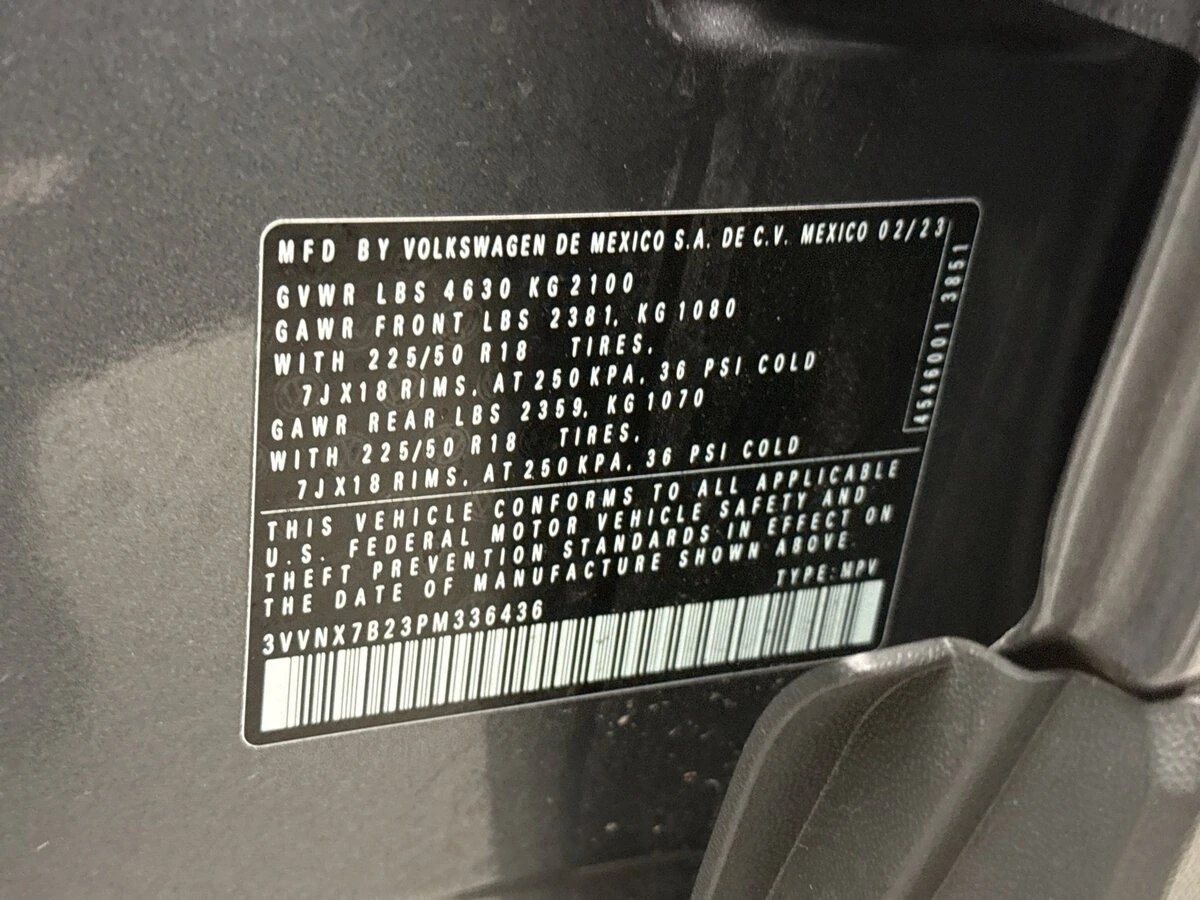 MFD BY VOLKSWAGEN DE MEXICO S.A. DE C.V. MEXICO 02/23
GVWR LBS 4630 KG 2100
GAWR FRONT LBS 2381, KG 1080
WITH 225/50 R18 TIRES,
7JX18 RIMS, AT 250 KPA, 36 PSI COLD
GAWR REAR LBS 2359, KG 1070
WITH 225/50 R18 TIRES,
7JX18 RIMS, AT 250 KPA, 36 PSI COLD
4546001 3851
THIS VEHICLE CONFORMS TO ALL APPLICABLE
U.S. FEDERAL MOTOR VEHICLE SAFETY AND
THEFT PREVENTION STANDARDS IN EFFECT ON
THE DATE OF MANUFACTURE SHOWN ABOVE.
TYPE:MPV
3VVNX7B23PM336436